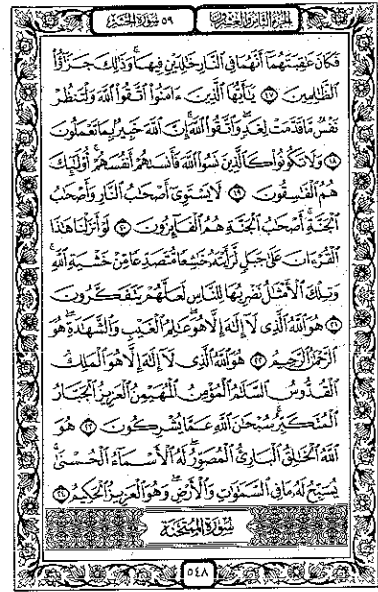 الجزء الثامن والعشرون
٥٩ سورة الحشر
فَكَانَ عَٰقِبَتَهُمَآ أَنَّهُمَا فِي ٱلنَّارِ خَٰلِدَيْنِ فِيهَا ۚ وَذَٰلِكَ جَزَٰٓؤُا۟
ٱلظَّٰلِمِينَ ١٧ يَٰٓأَيُّهَا ٱلَّذِينَ ءَامَنُوا۟ ٱتَّقُوا۟ ٱللَّهَ وَلْتَنظُرْ
نَفْسٌ مَّا قَدَّمَتْ لِغَدٍ ۖ وَٱتَّقُوا۟ ٱللَّهَ ۚ إِنَّ ٱللَّهَ خَبِيرٌۢ بِمَا تَعْمَلُونَ
١٨ وَلَا تَكُونُوا۟ كَٱلَّذِينَ نَسُوا۟ ٱللَّهَ فَأَنسَىٰهُمْ أَنفُسَهُمْ ۚ أُو۟لَٰٓئِكَ
هُمُ ٱلْفَٰسِقُونَ ١٩ لَا يَسْتَوِىٓ أَصْحَٰبُ ٱلنَّارِ وَأَصْحَٰبُ
ٱلْجَنَّةِ ۚ أَصْحَٰبُ ٱلْجَنَّةِ هُمُ ٱلْفَآئِزُونَ ٢٠ لَوْ أَنزَلْنَا هَٰذَا
ٱلْقُرْءَانَ عَلَىٰ جَبَلٍ لَّرَأَيْتَهُۥ خَٰشِعًا مُّتَصَدِّعًا مِّنْ خَشْيَةِ ٱللَّهِ ۚ
وَتِلْكَ ٱلْأَمْثَٰلُ نَضْرِبُهَا لِلنَّاسِ لَعَلَّهُمْ يَتَفَكَّرُونَ
٢١ هُوَ ٱللَّهُ ٱلَّذِى لَآ إِلَٰهَ إِلَّا هُوَ ۖ عَٰلِمُ ٱلْغَيْبِ وَٱلشَّهَٰدَةِ ۖ هُوَ
ٱلرَّحْمَٰنُ ٱلرَّحِيمُ ٢٢ هُوَ ٱللَّهُ ٱلَّذِى لَآ إِلَٰهَ إِلَّا هُوَ ٱلْمَلِكُ
ٱلْقُدُّوسُ ٱلسَّلَٰمُ ٱلْمُؤْمِنُ ٱلْمُهَيْمِنُ ٱلْعَزِيزُ ٱلْجَبَّارُ
ٱلْمُتَكَبِّرُ ۚ سُبْحَٰنَ ٱللَّهِ عَمَّا يُشْرِكُونَ ٢٣ هُوَ
ٱللَّهُ ٱلْخَٰلِقُ ٱلْبَارِئُ ٱلْمُصَوِّرُ ۖ لَهُ ٱلْأَسْمَآءُ ٱلْحُسْنَىٰ ۚ
يُسَبِّحُ لَهُۥ مَا فِى ٱلسَّمَٰوَٰتِ وَٱلْأَرْضِ ۖ وَهُوَ ٱلْعَزِيزُ ٱلْحَكِيمُ ٢٤
سورة الممتحنة
٥٤٨